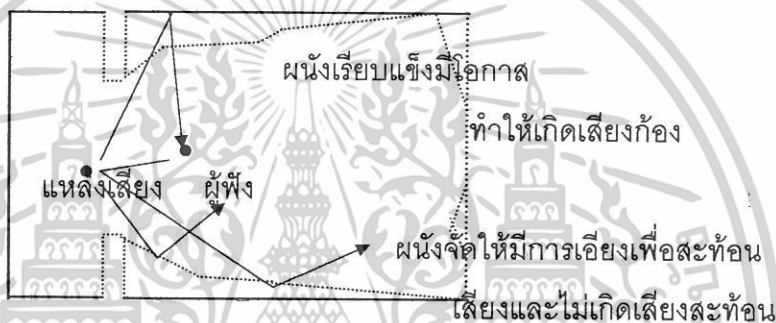 ผนังเรียบแข็งมีโอกาส
ทำให้เกิดเสียงก้อง
แหล่งเสียง ผู้ฟัง
ผนังจัดให้มีการเอียงเพื่อสะท้อน
เสียงและไม่เกิดเสียงสะท้อน